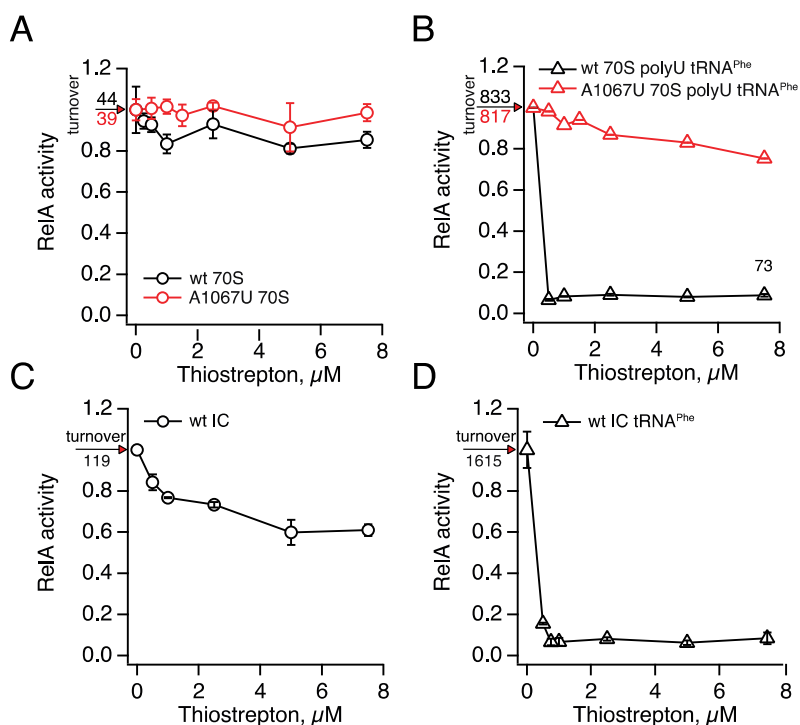 A
1.2
turnover
44
39
1.0
0.8
0.6
0.4
0.2
0.0
RelA activity
wt 70S
A1067U 70S
0 2 4 6 8
Thiostrepton, µM
B
wt 70S polyU tRNAPhe
A1067U 70S polyU tRNAPhe
1.2
turnover
833
817
1.0
0.8
0.6
0.4
0.2
0.0
RelA activity
73
0 2 4 6 8
Thiostrepton, µM
C
wt IC
1.2
turnover
119
1.0
0.8
0.6
0.4
0.2
0.0
RelA activity
0 2 4 6 8
Thiostrepton, µM
D
wt IC tRNAPhe
1.2
turnover
1615
1.0
0.8
0.6
0.4
0.2
0.0
RelA activity
0 2 4 6 8
Thiostrepton, µM